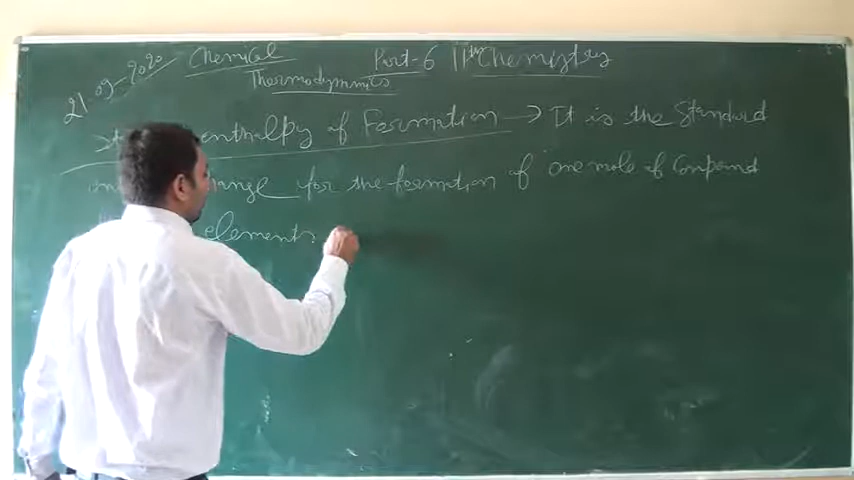 21-09-2020 Chemical Part-6 11th Chemistry
Thermodynamics
enthalpy of Formation → It is the Standard
for the formation of one mole of Compound
elements